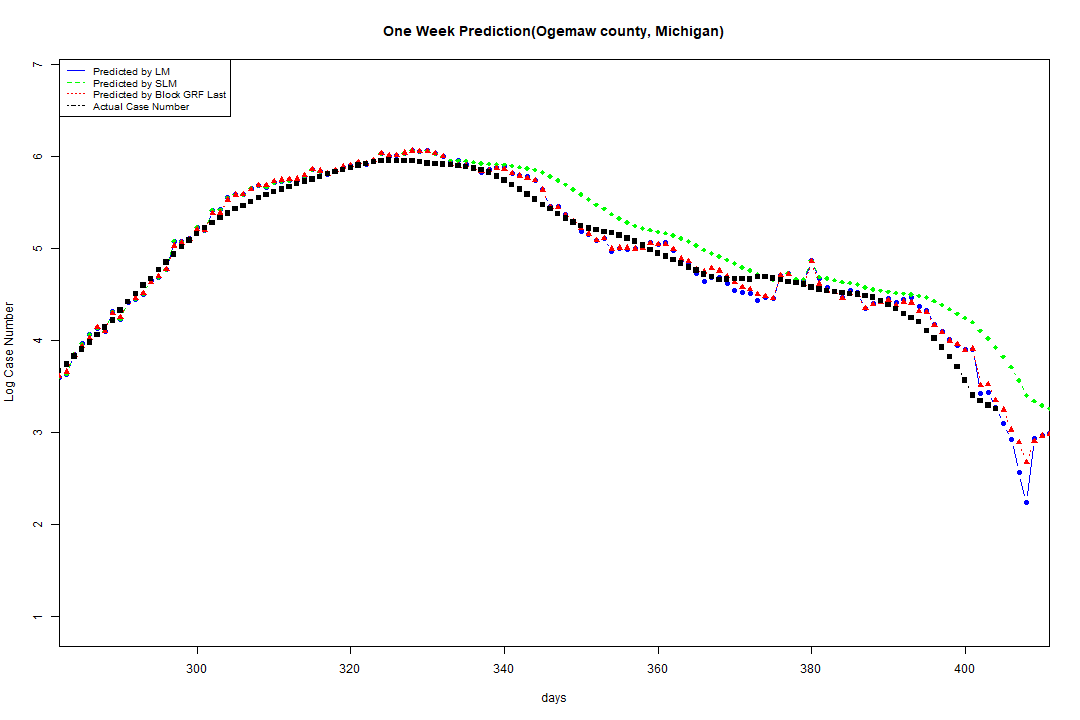 One Week Prediction(Ogemaw county, Michigan)
Predicted by LM
Predicted by SLM
Predicted by Block GRF Last
Actual Case Number
7
6
5
4
3
2
1
Log Case Number
300 320 340 360 380 400
days